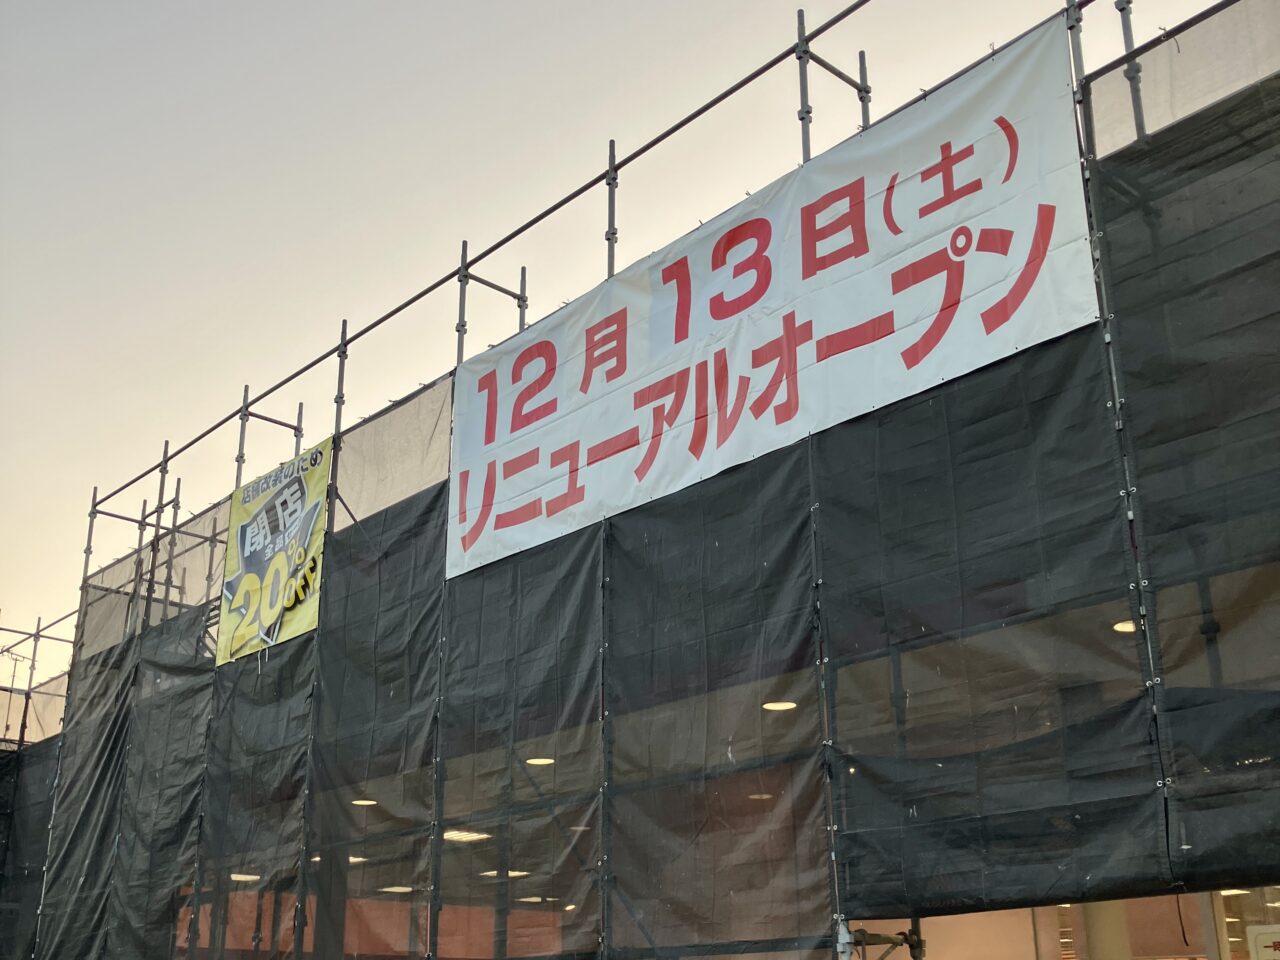 12月13日(土)
リニューアルオープン
店舗改装のため
閉店
全品
20%OFF